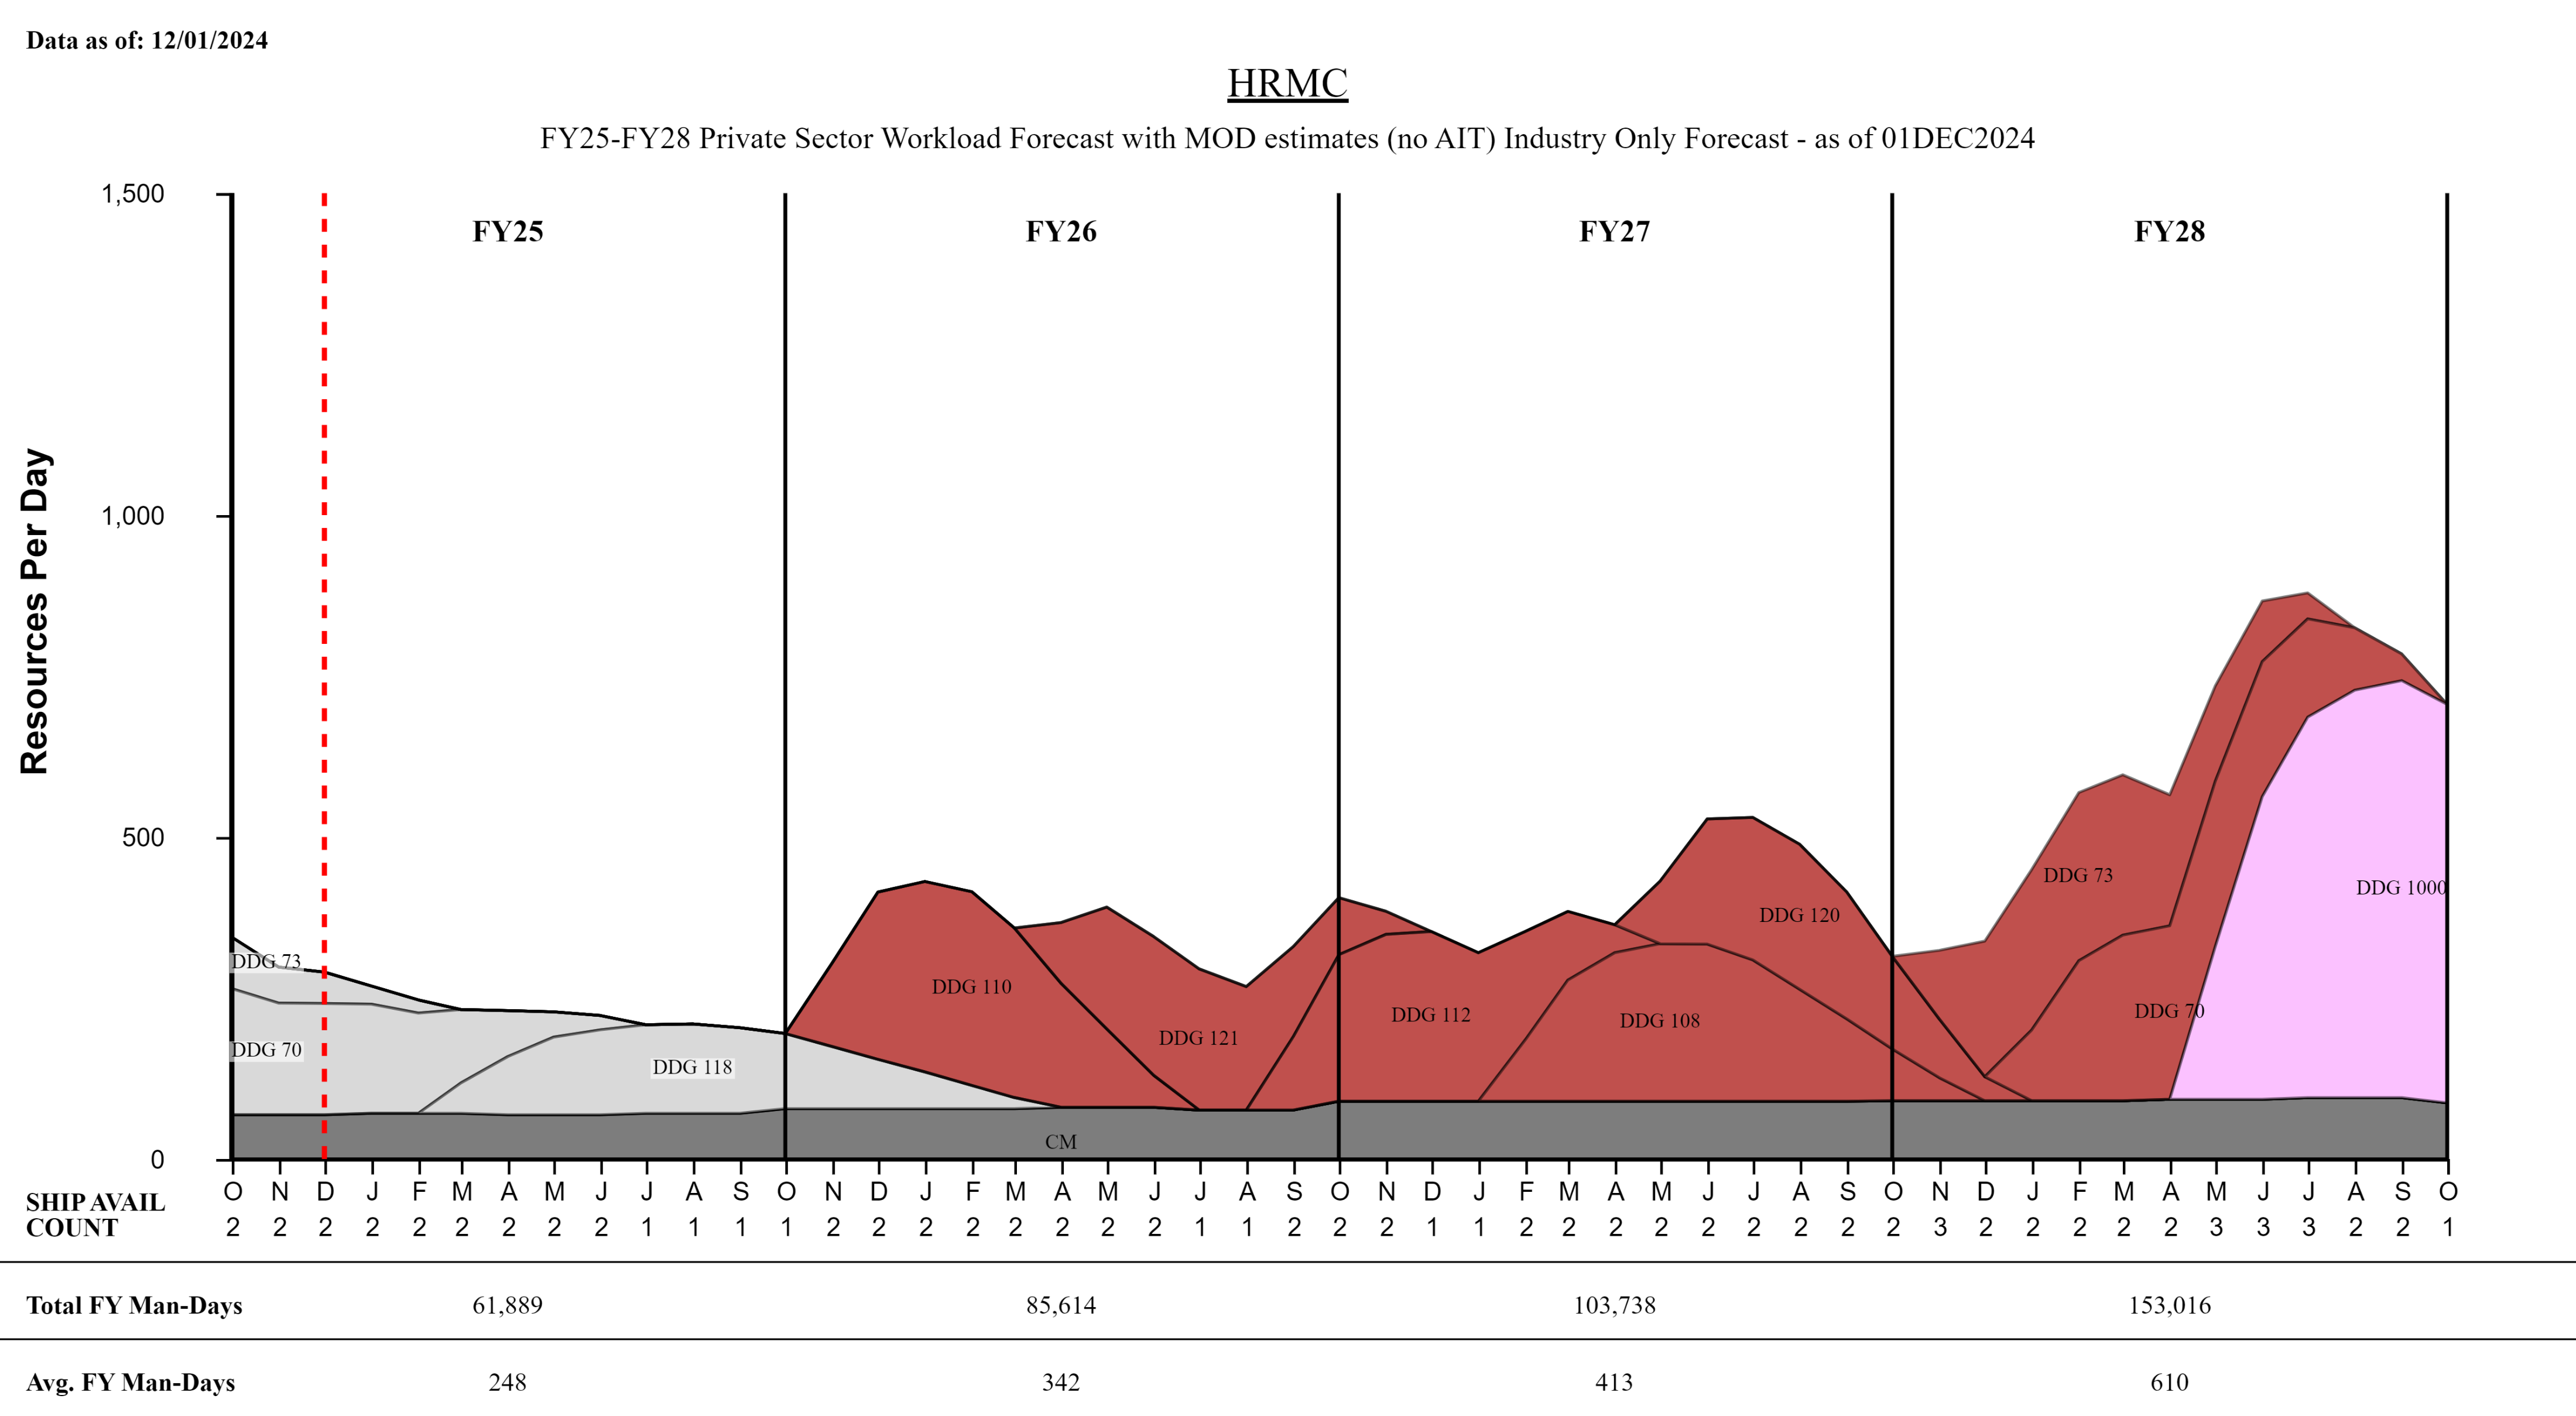 Data as of: 12/01/2024
HRMC
FY25-FY28 Private Sector Workload Forecast with MOD estimates (no AIT) Industry Only Forecast - as of 01DEC2024
1,500
FY25 FY26 FY27 FY28
1,000
Resources Per Day
500
DDG 73
DDG 1000
DDG 120
DDG 73
DDG 110
DDG 70
DDG 112
DDG 108
DDG 121
DDG 70
DDG 118
CM
0
O N D J F M A M J J A S O N D J F M A M J J A S O N D J F M A M J J A S O N D J F M A M J J A S O
SHIP AVAIL
COUNT
2 2 2 2 2 2 2 2 2 1 1 1 1 2 2 2 2 2 2 2 2 1 1 2 2 2 1 1 2 2 2 2 2 2 2 2 2 3 2 2 2 2 2 3 3 3 2 2 1
Total FY Man-Days 61,889 85,614 103,738 153,016
Avg. FY Man-Days 248 342 413 610